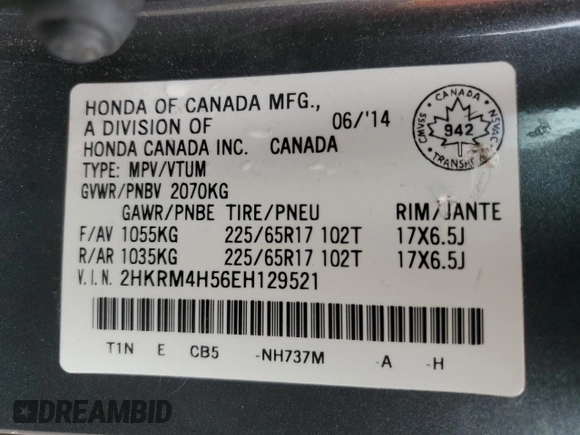 HONDA OF CANADA MFG.,
A DIVISION OF 06/'14
HONDA CANADA INC. CANADA
TYPE: MPV/VTUM
GVWR/PNBV 2070KG
GAWR/PNBE TIRE/PNEU RIM/JANTE
F/AV 1055KG 225/65R17 102T 17X6.5J
R/AR 1035KG 225/65R17 102T 17X6.5J
V.I.N. 2HKRM4H56EH129521
T1N E CB5 -NH737M -A -H
CANADA
CMVSS
942
NSVAC
TRANSPORT
DREAMBID